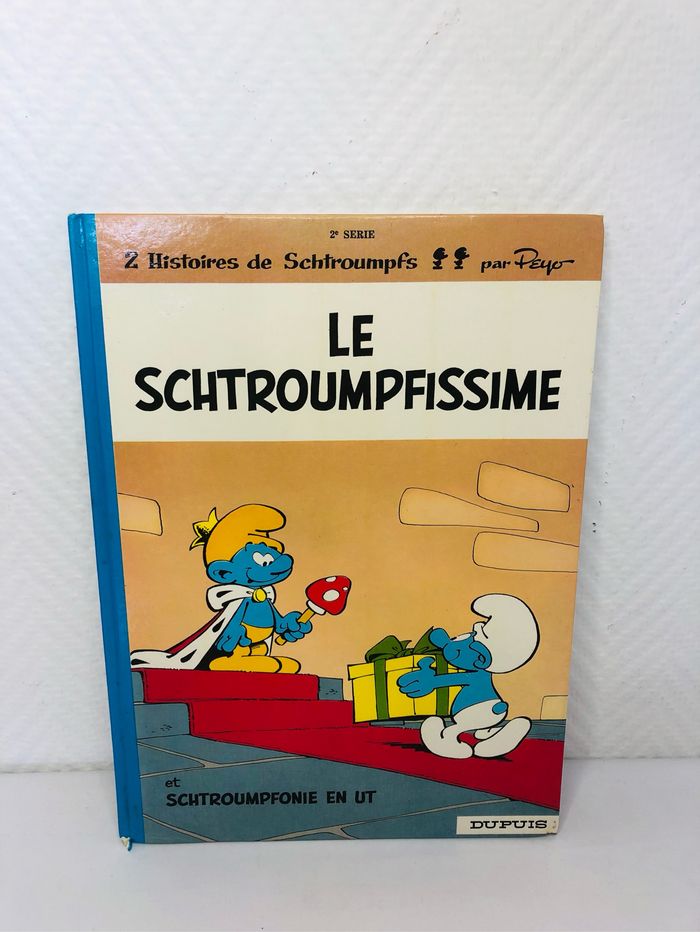 2e SERIE
2 Histoires de Schtroumpfs par Peyo
LE
SCHTROUMPFISSIME
et
SCHTROUMPFONIE EN UT
DUPUIS